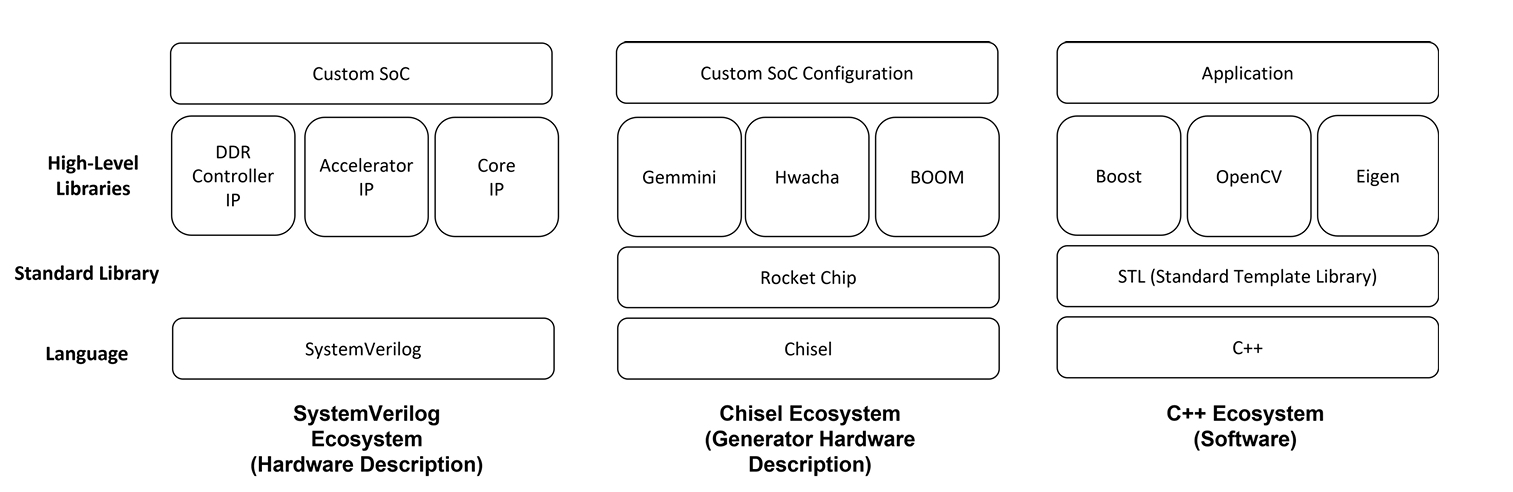 Custom SoC
Custom SoC Configuration
Application
High-Level
Libraries
DDR
Controller
IP
Accelerator
IP
Core
IP
Gemmini
Hwacha
BOOM
Boost
OpenCV
Eigen
Standard Library
Rocket Chip
STL (Standard Template Library)
Language
SystemVerilog
Chisel
C++
SystemVerilog
Ecosystem
(Hardware Description)
Chisel Ecosystem
(Generator Hardware
Description)
C++ Ecosystem
(Software)